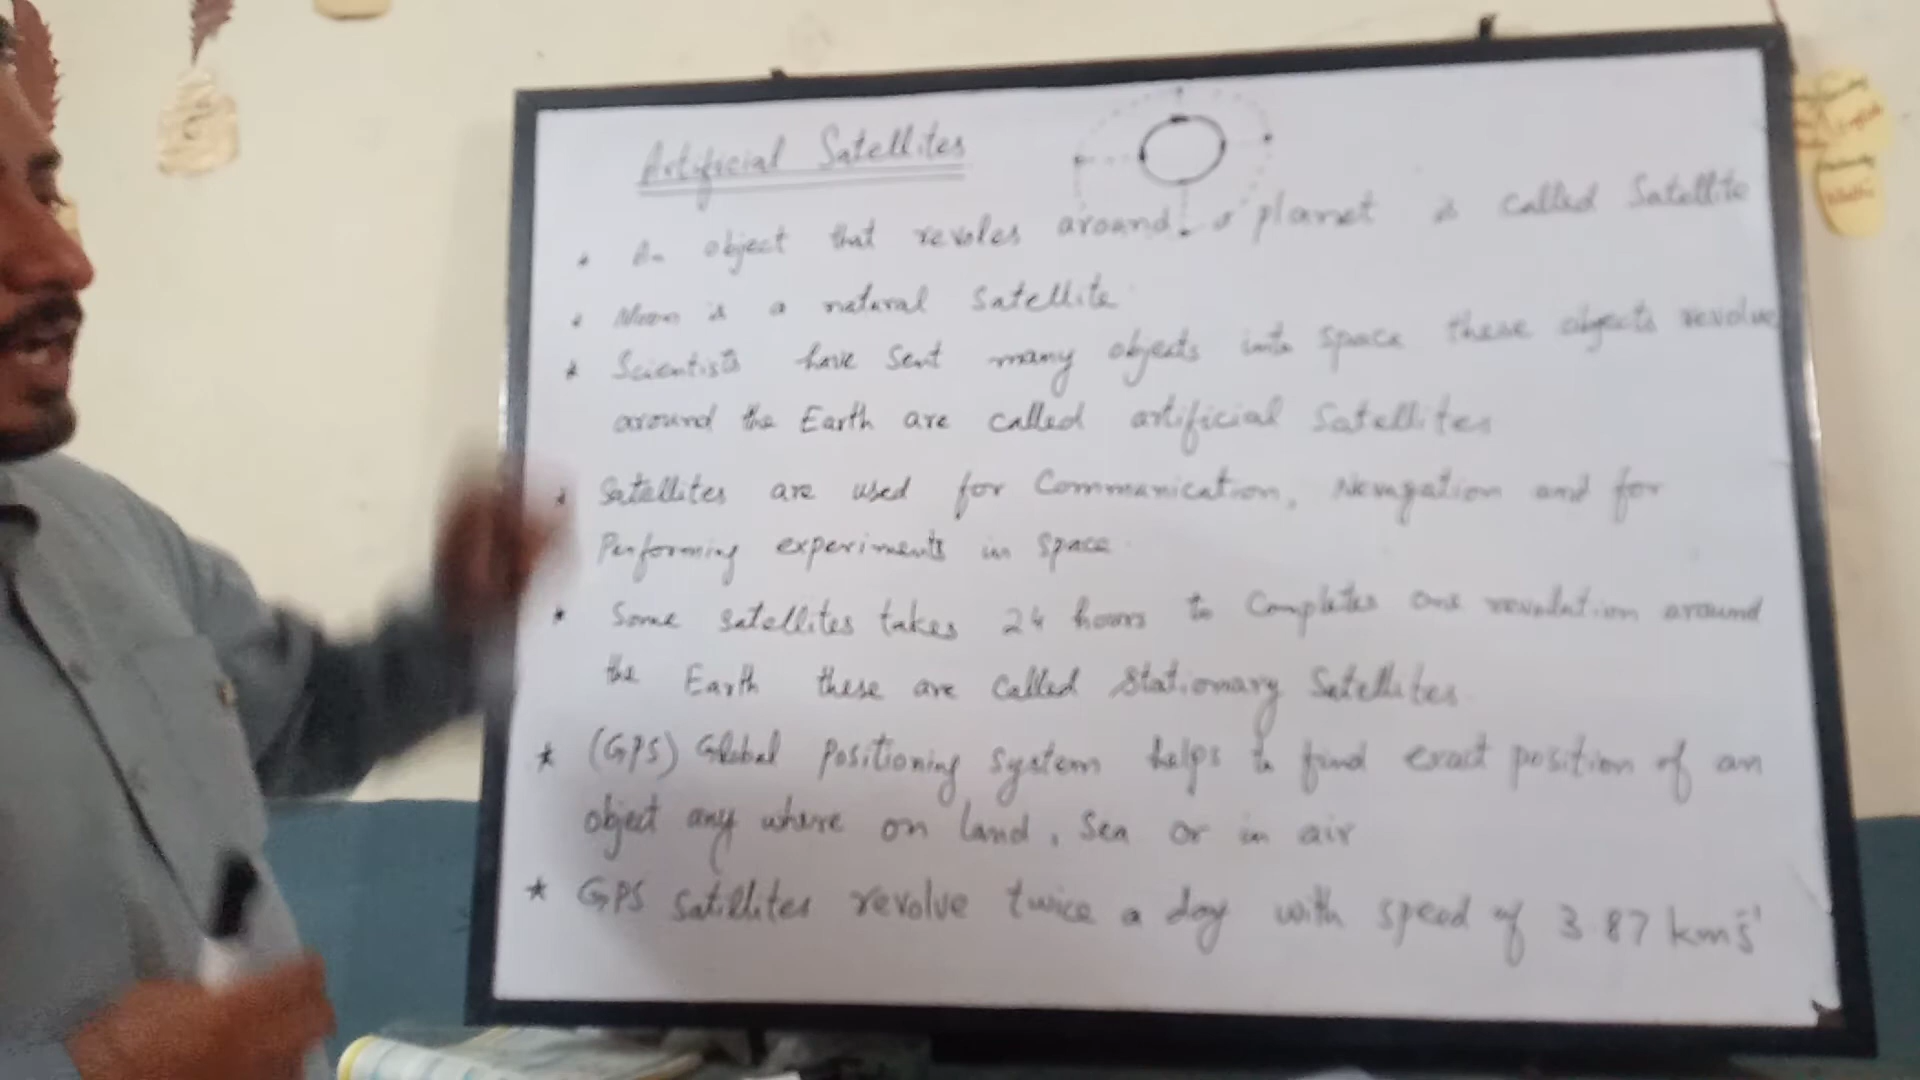 Artificial Satellites
* An object that revoles around a planet is called Satellite
* Moon is a natural Satellite
* Scientists have sent many objects into space these objects revolve
around the Earth are called artificial Satellites
* Satellites are used for Communication, Nevagation and for
Performing experiments in space
* Some satellites takes 24 hours to Completes one revolution around
the Earth these are called Stationary Satellites
* (GPS) Global Positioning System helps to find exact position of an
object any where on land, Sea or in air
* GPS Satellites revolve twice a day with speed of 3.87 kms⁻¹